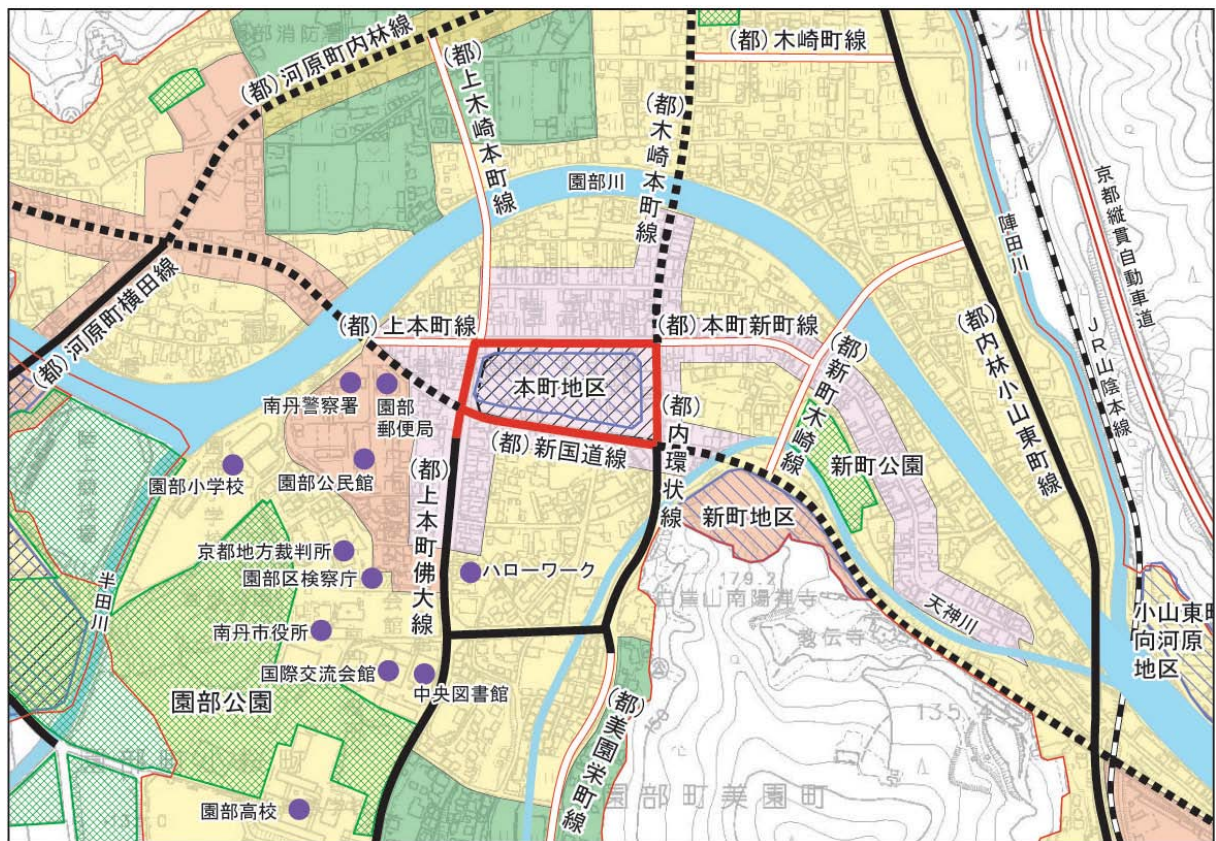 (都)河原町内林線
(都)上木崎本町線
(都)木崎町線
(都)木崎本町線
園部川
京都縦貫自動車道
陣田川
JR山陰本線
(都)河原町横田線
(都)上本町線
(都)本町新町線
(都)新町木崎線
(都)内林小山東町線
本町地区
南丹警察署
園部
郵便局
(都)新国道線
(都)内環状線
園部小学校
園部公民館
(都)上本町佛大線
新町公園
新町地区
京都地方裁判所
園部区検察庁
ハローワーク
179.2
半田川
天神川
南丹市役所
小山東町
向河原
地区
国際交流会館
中央図書館
園部公園
(都)美園栄町線
150
135.4
園部町美園町
園部高校